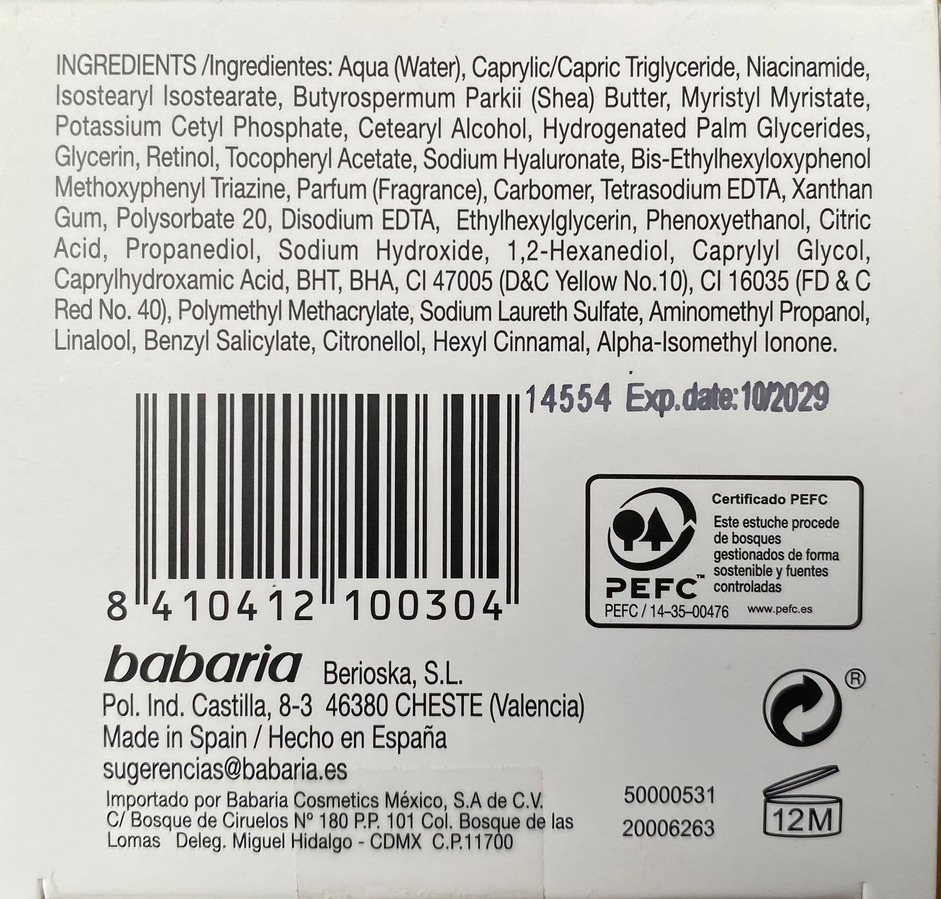 INGREDIENTS /Ingredientes: Aqua (Water), Caprylic/Capric Triglyceride, Niacinamide,
Isostearyl Isostearate, Butyrospermum Parkii (Shea) Butter, Myristyl Myristate,
Potassium Cetyl Phosphate, Cetearyl Alcohol, Hydrogenated Palm Glycerides,
Glycerin, Retinol, Tocopheryl Acetate, Sodium Hyaluronate, Bis-Ethylhexyloxyphenol
Methoxyphenyl Triazine, Parfum (Fragrance), Carbomer, Tetrasodium EDTA, Xanthan
Gum, Polysorbate 20, Disodium EDTA, Ethylhexylglycerin, Phenoxyethanol, Citric
Acid, Propanediol, Sodium Hydroxide, 1,2-Hexanediol, Caprylyl Glycol,
Caprylhydroxamic Acid, BHT, BHA, CI 47005 (D&C Yellow No.10), CI 16035 (FD & C
Red No. 40), Polymethyl Methacrylate, Sodium Laureth Sulfate, Aminomethyl Propanol,
Linalool, Benzyl Salicylate, Citronellol, Hexyl Cinnamal, Alpha-Isomethyl Ionone.
14554 Exp.date:10/2029
8 410412 100304
Certificado PEFC
Este estuche procede
de bosques
gestionados de forma
sostenible y fuentes
controladas
PEFC™
PEFC / 14-35-00476 www.pefc.es
babaria Berioska, S.L.
Pol. Ind. Castilla, 8-3 46380 CHESTE (Valencia)
Made in Spain / Hecho en España
sugerencias@babaria.es
Importado por Babaria Cosmetics México, S.A de C.V.
C/ Bosque de Ciruelos Nº 180 P.P. 101 Col. Bosque de las
Lomas Deleg. Miguel Hidalgo - CDMX C.P.11700
50000531
20006263
®
12M